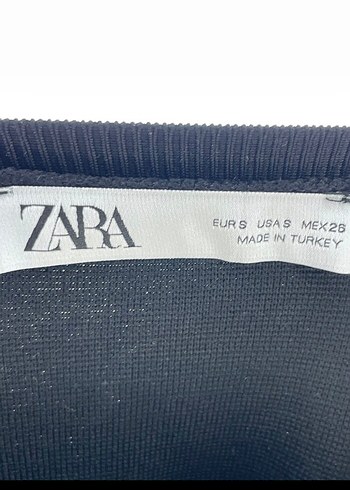 ZARA
EUR S USA S MEX 26
MADE IN TURKEY